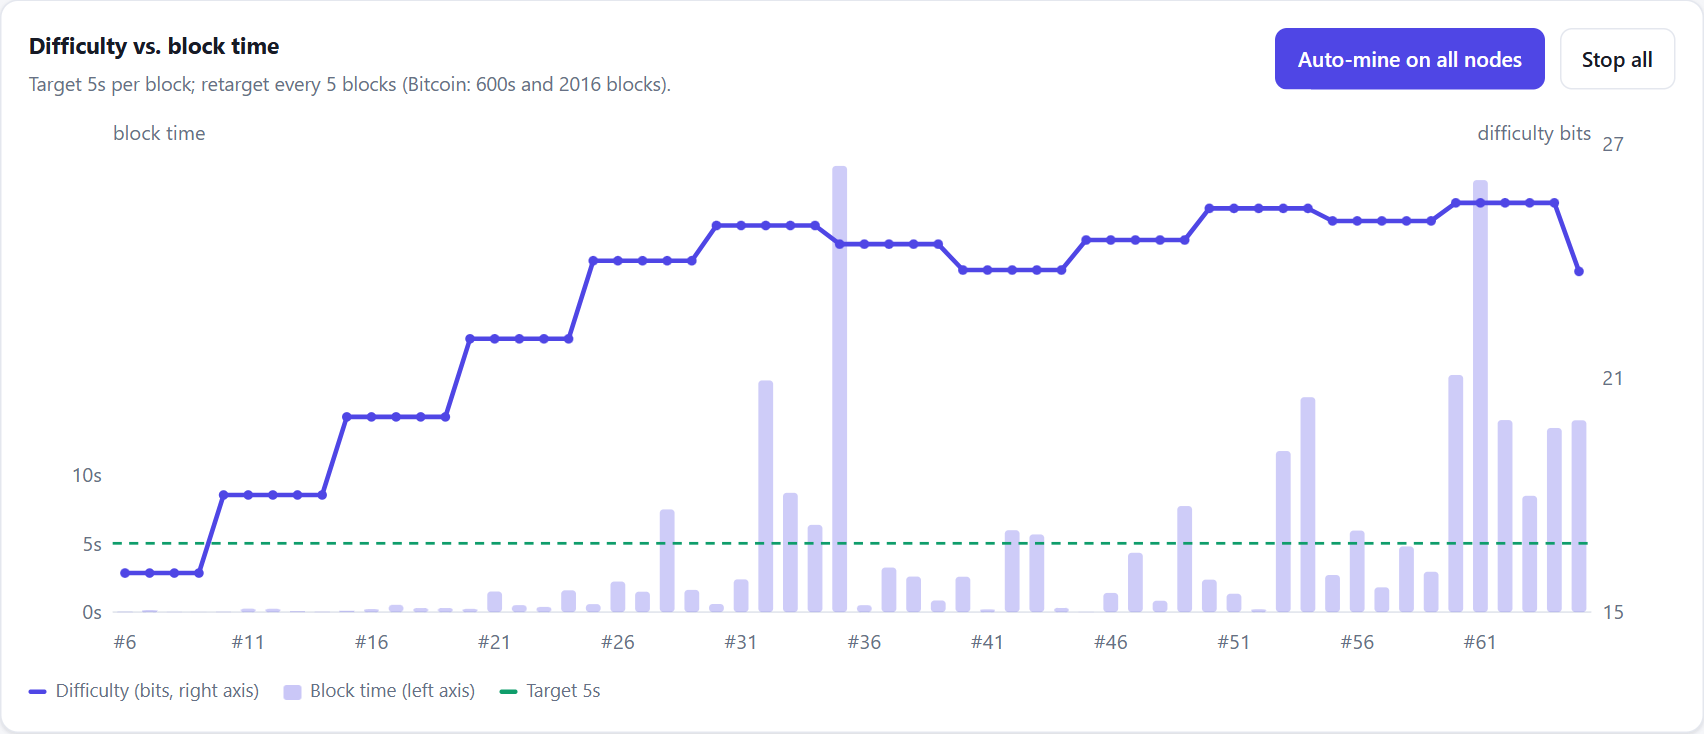 Difficulty vs. block time
Target 5s per block; retarget every 5 blocks (Bitcoin: 600s and 2016 blocks).
Auto-mine on all nodes
Stop all
block time
difficulty bits
27
21
15
10s
5s
0s
#6 #11 #16 #21 #26 #31 #36 #41 #46 #51 #56 #61
Difficulty (bits, right axis) Block time (left axis) Target 5s